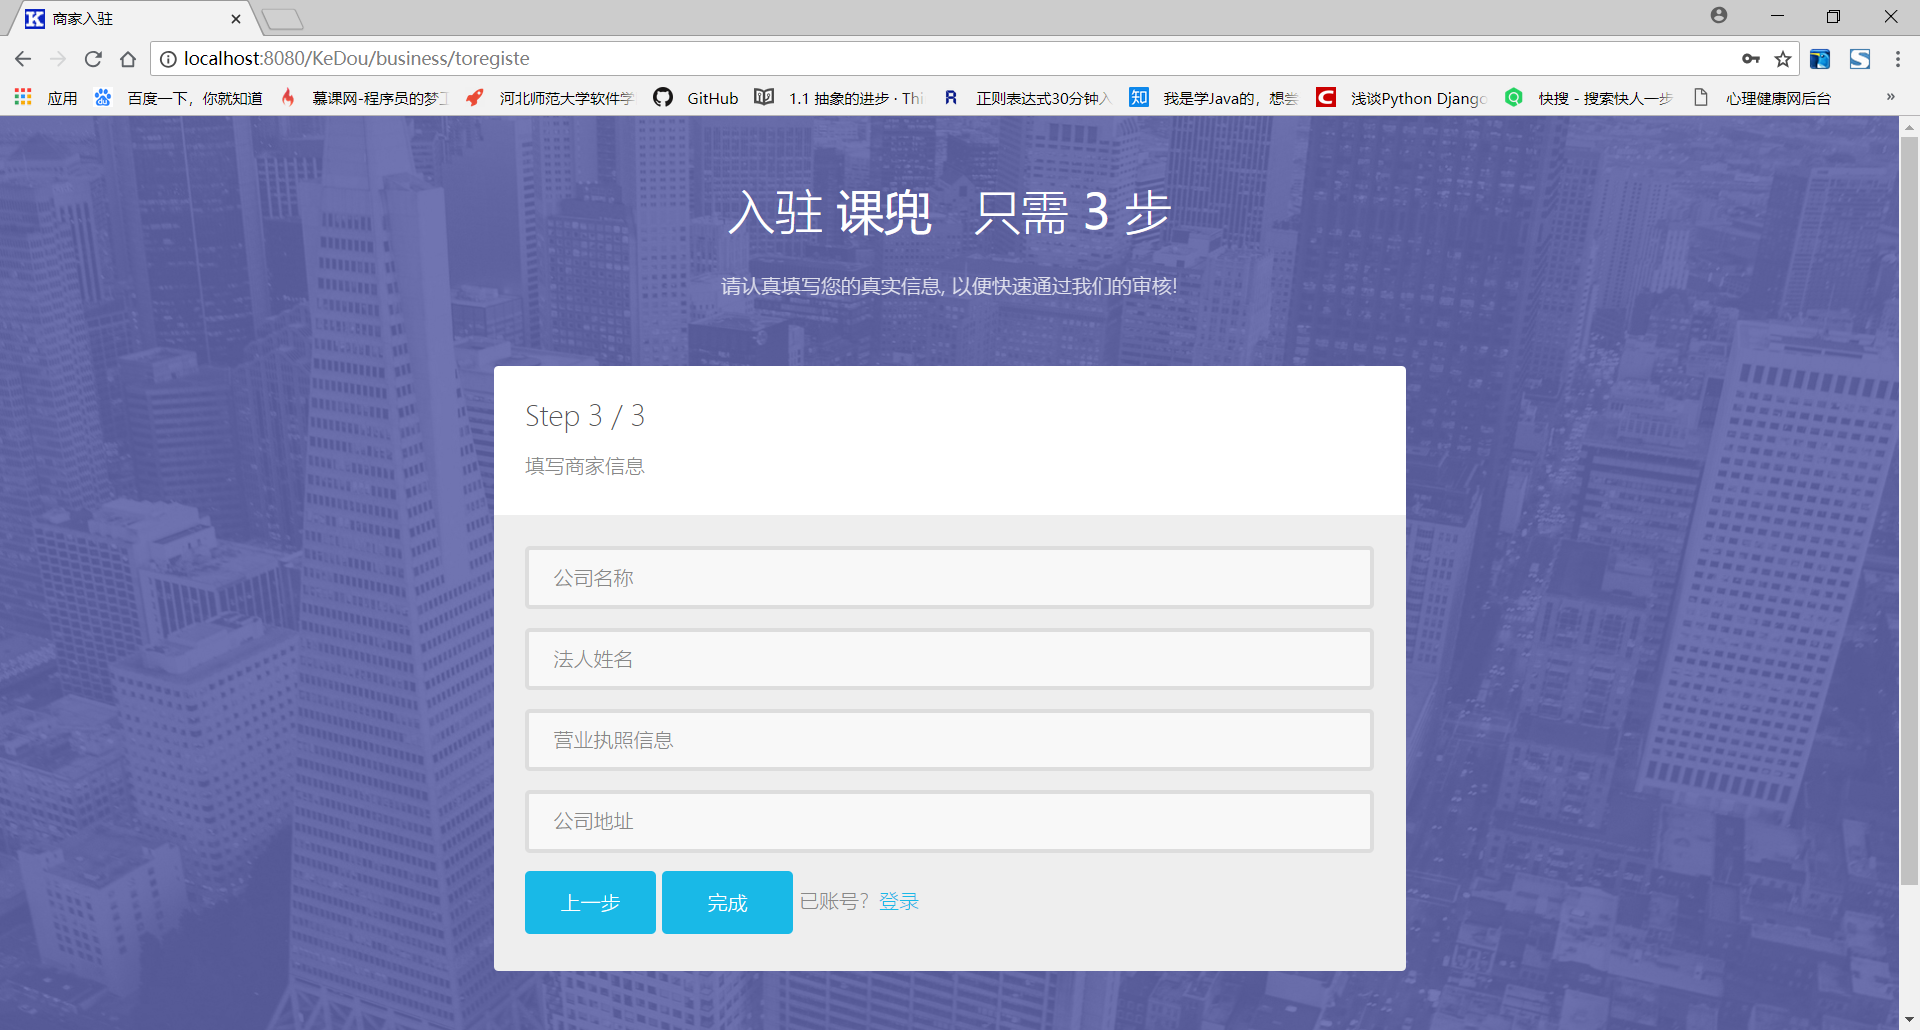 商家入驻
localhost:8080/KeDou/business/toregiste
应用 百度一下，你就知道 慕课网-程序员的梦 河北师范大学软件学 GitHub 1.1 抽象的进步 · Thi 正则表达式30分钟入 我是学Java的，想尝 浅谈Python Django 快搜 - 搜索快人一步 心理健康网后台 »
入驻 课兜 只需 3 步
请认真填写您的真实信息, 以便快速通过我们的审核!
Step 3 / 3
填写商家信息
公司名称
法人姓名
营业执照信息
公司地址
上一步 完成 已账号？登录